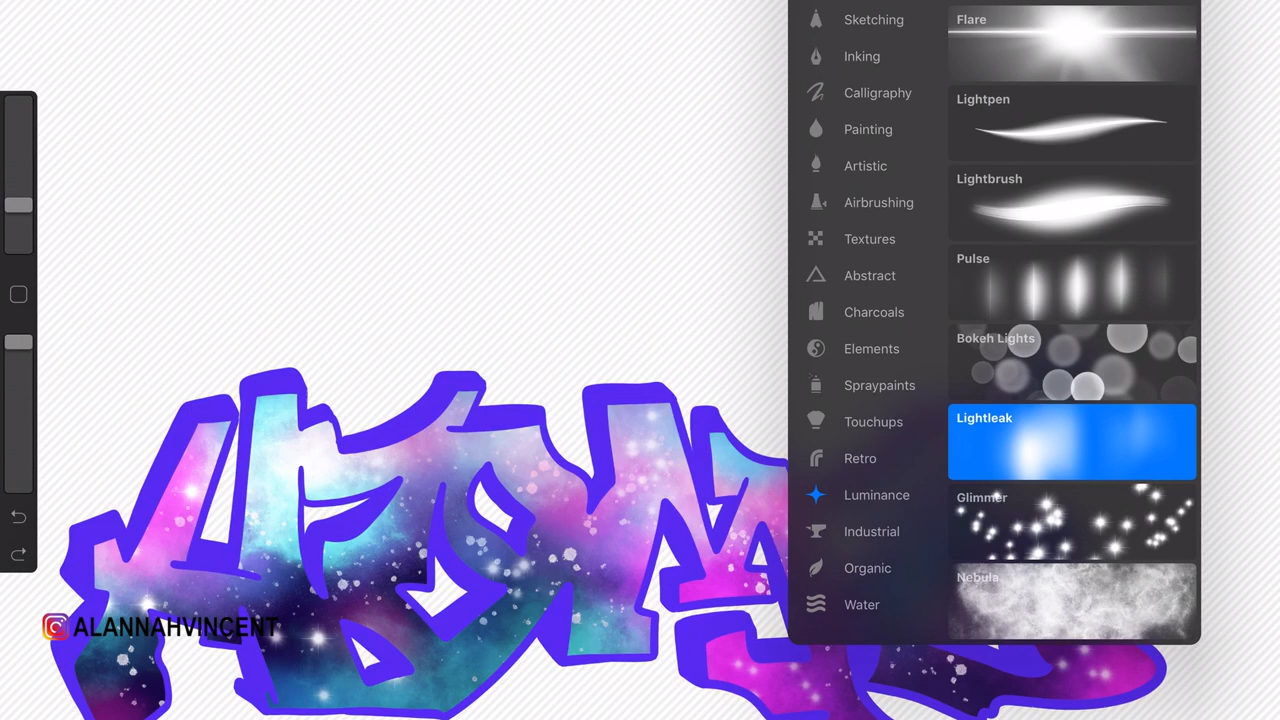 Sketching
Inking
Calligraphy
Painting
Artistic
Airbrushing
Textures
Abstract
Charcoals
Elements
Spraypaints
Touchups
Retro
Luminance
Industrial
Organic
Water
Flare
Lightpen
Lightbrush
Pulse
Bokeh Lights
Lightleak
Glimmer
Nebula
ALANNAHVINCENT